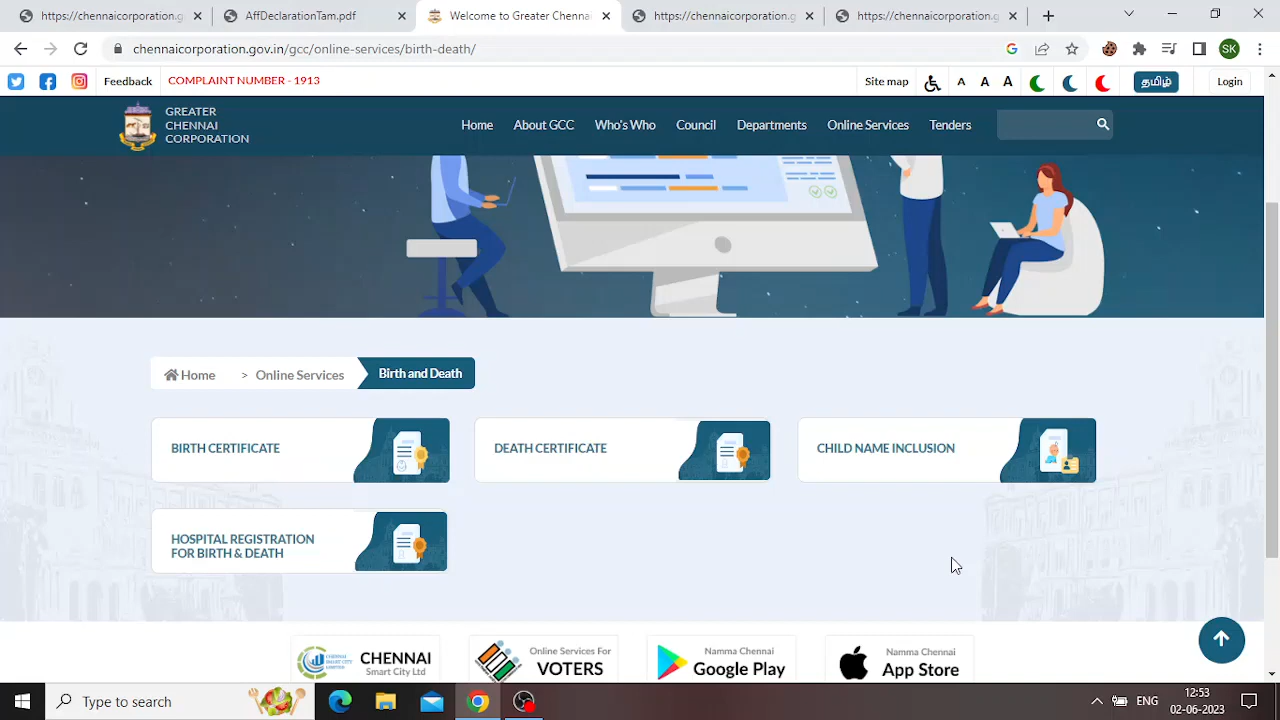 https://chennaicorporation.gov.in/
AffDeclarationTam.pdf
Welcome to Greater Chenna
https://chennaicorporation.g
https://chennaicorporation.g
chennaicorporation.gov.in/gcc/online-services/birth-death/
SK
Feedback
COMPLAINT NUMBER - 1913
Site map
A A A
தமிழ்
Login
GREATER
CHENNAI
CORPORATION
Home
About GCC
Who's Who
Council
Departments
Online Services
Tenders
Home > Online Services Birth and Death
BIRTH CERTIFICATE
DEATH CERTIFICATE
CHILD NAME INCLUSION
HOSPITAL REGISTRATION
FOR BIRTH & DEATH
CHENNAI
Smart City Ltd
Online Services For
VOTERS
Namma Chennai
Google Play
Namma Chennai
App Store
Type here to search
ENG
12:53
02-06-2023